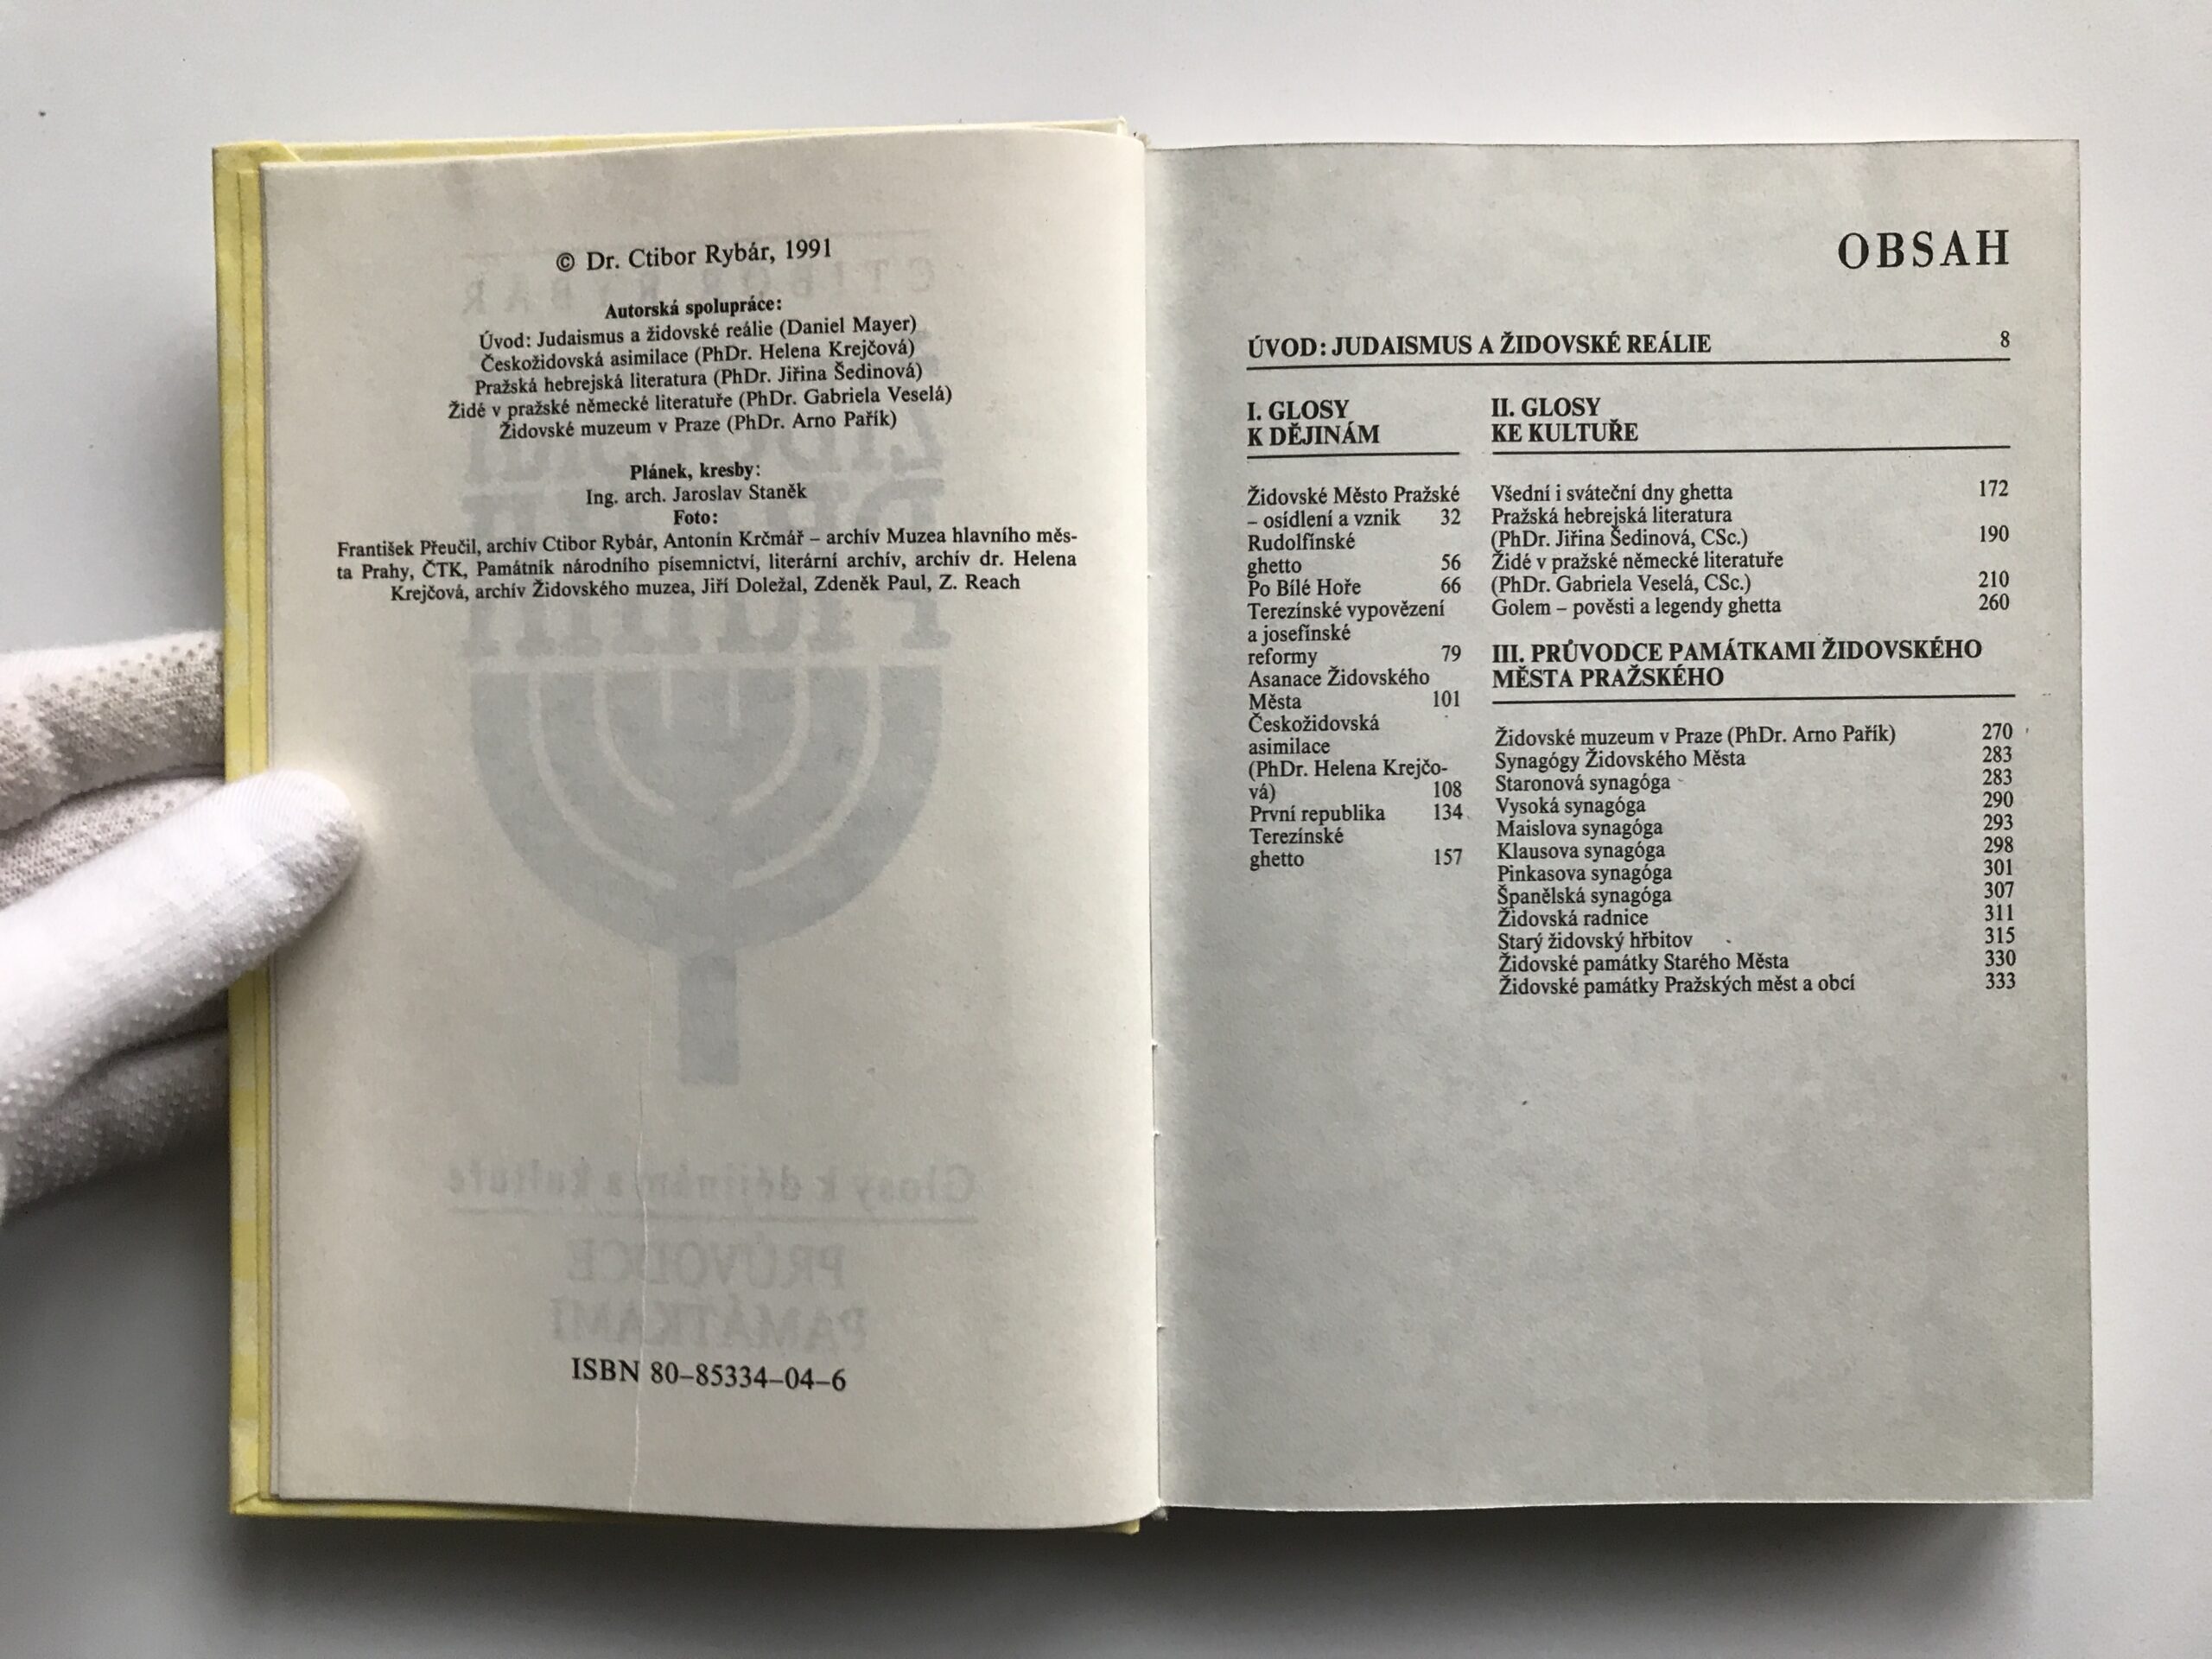 © Dr. Ctibor Rybár, 1991
Autorská spolupráce:
Úvod: Judaismus a židovské reálie (Daniel Mayer)
Českožidovská asimilace (PhDr. Helena Krejčová)
Pražská hebrejská literatura (PhDr. Jiřina Šedinová)
Židé v pražské německé literatuře (PhDr. Gabriela Veselá)
Židovské muzeum v Praze (PhDr. Arno Pařík)
Plánek, kresby:
Ing. arch. Jaroslav Staněk
Foto:
František Přeučil, archív Ctibor Rybár, Antonín Krčmář – archív Muzea hlavního měs-
ta Prahy, ČTK, Památník národního písemnictví, literární archív, archív dr. Helena
Krejčová, archív Židovského muzea, Jiří Doležal, Zdeněk Paul, Z. Reach
Glosy k dějinám a kultuře
PRŮVODCE
PAMÁTKAMI
ISBN 80–85334–04–6
OBSAH
ÚVOD: JUDAISMUS A ŽIDOVSKÉ REÁLIE 8
I. GLOSY
K DĚJINÁM
Židovské Město Pražské
– osídlení a vznik 32
Rudolfínské
ghetto 56
Po Bílé Hoře 66
Terezínské vypovězení
a josefínské
reformy 79
Asanace Židovského
Města 101
Českožidovská
asimilace
(PhDr. Helena Krejčo-
vá) 108
První republika 134
Terezínské
ghetto 157
II. GLOSY
KE KULTUŘE
Všední i sváteční dny ghetta 172
Pražská hebrejská literatura
(PhDr. Jiřina Šedinová, CSc.) 190
Židé v pražské německé literatuře
(PhDr. Gabriela Veselá, CSc.) 210
Golem – pověsti a legendy ghetta 260
III. PRŮVODCE PAMÁTKAMI ŽIDOVSKÉHO
MĚSTA PRAŽSKÉHO
Židovské muzeum v Praze (PhDr. Arno Pařík) 270
Synagógy Židovského Města 283
Staronová synagóga 283
Vysoká synagóga 290
Maislova synagóga 293
Klausova synagóga 298
Pinkasova synagóga 301
Španělská synagóga 307
Židovská radnice 311
Starý židovský hřbitov 315
Židovské památky Starého Města 330
Židovské památky Pražských měst a obcí 333